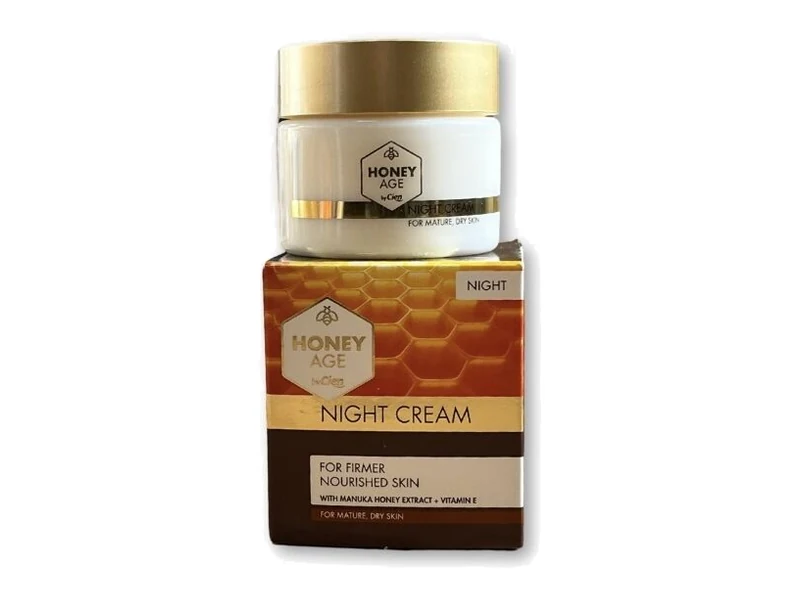 HONEY
AGE
by Cien
NIGHT CREAM
FOR MATURE, DRY SKIN
NIGHT
HONEY
AGE
by Cien
NIGHT CREAM
FOR FIRMER
NOURISHED SKIN
WITH MANUKA HONEY EXTRACT + VITAMIN E
FOR MATURE, DRY SKIN